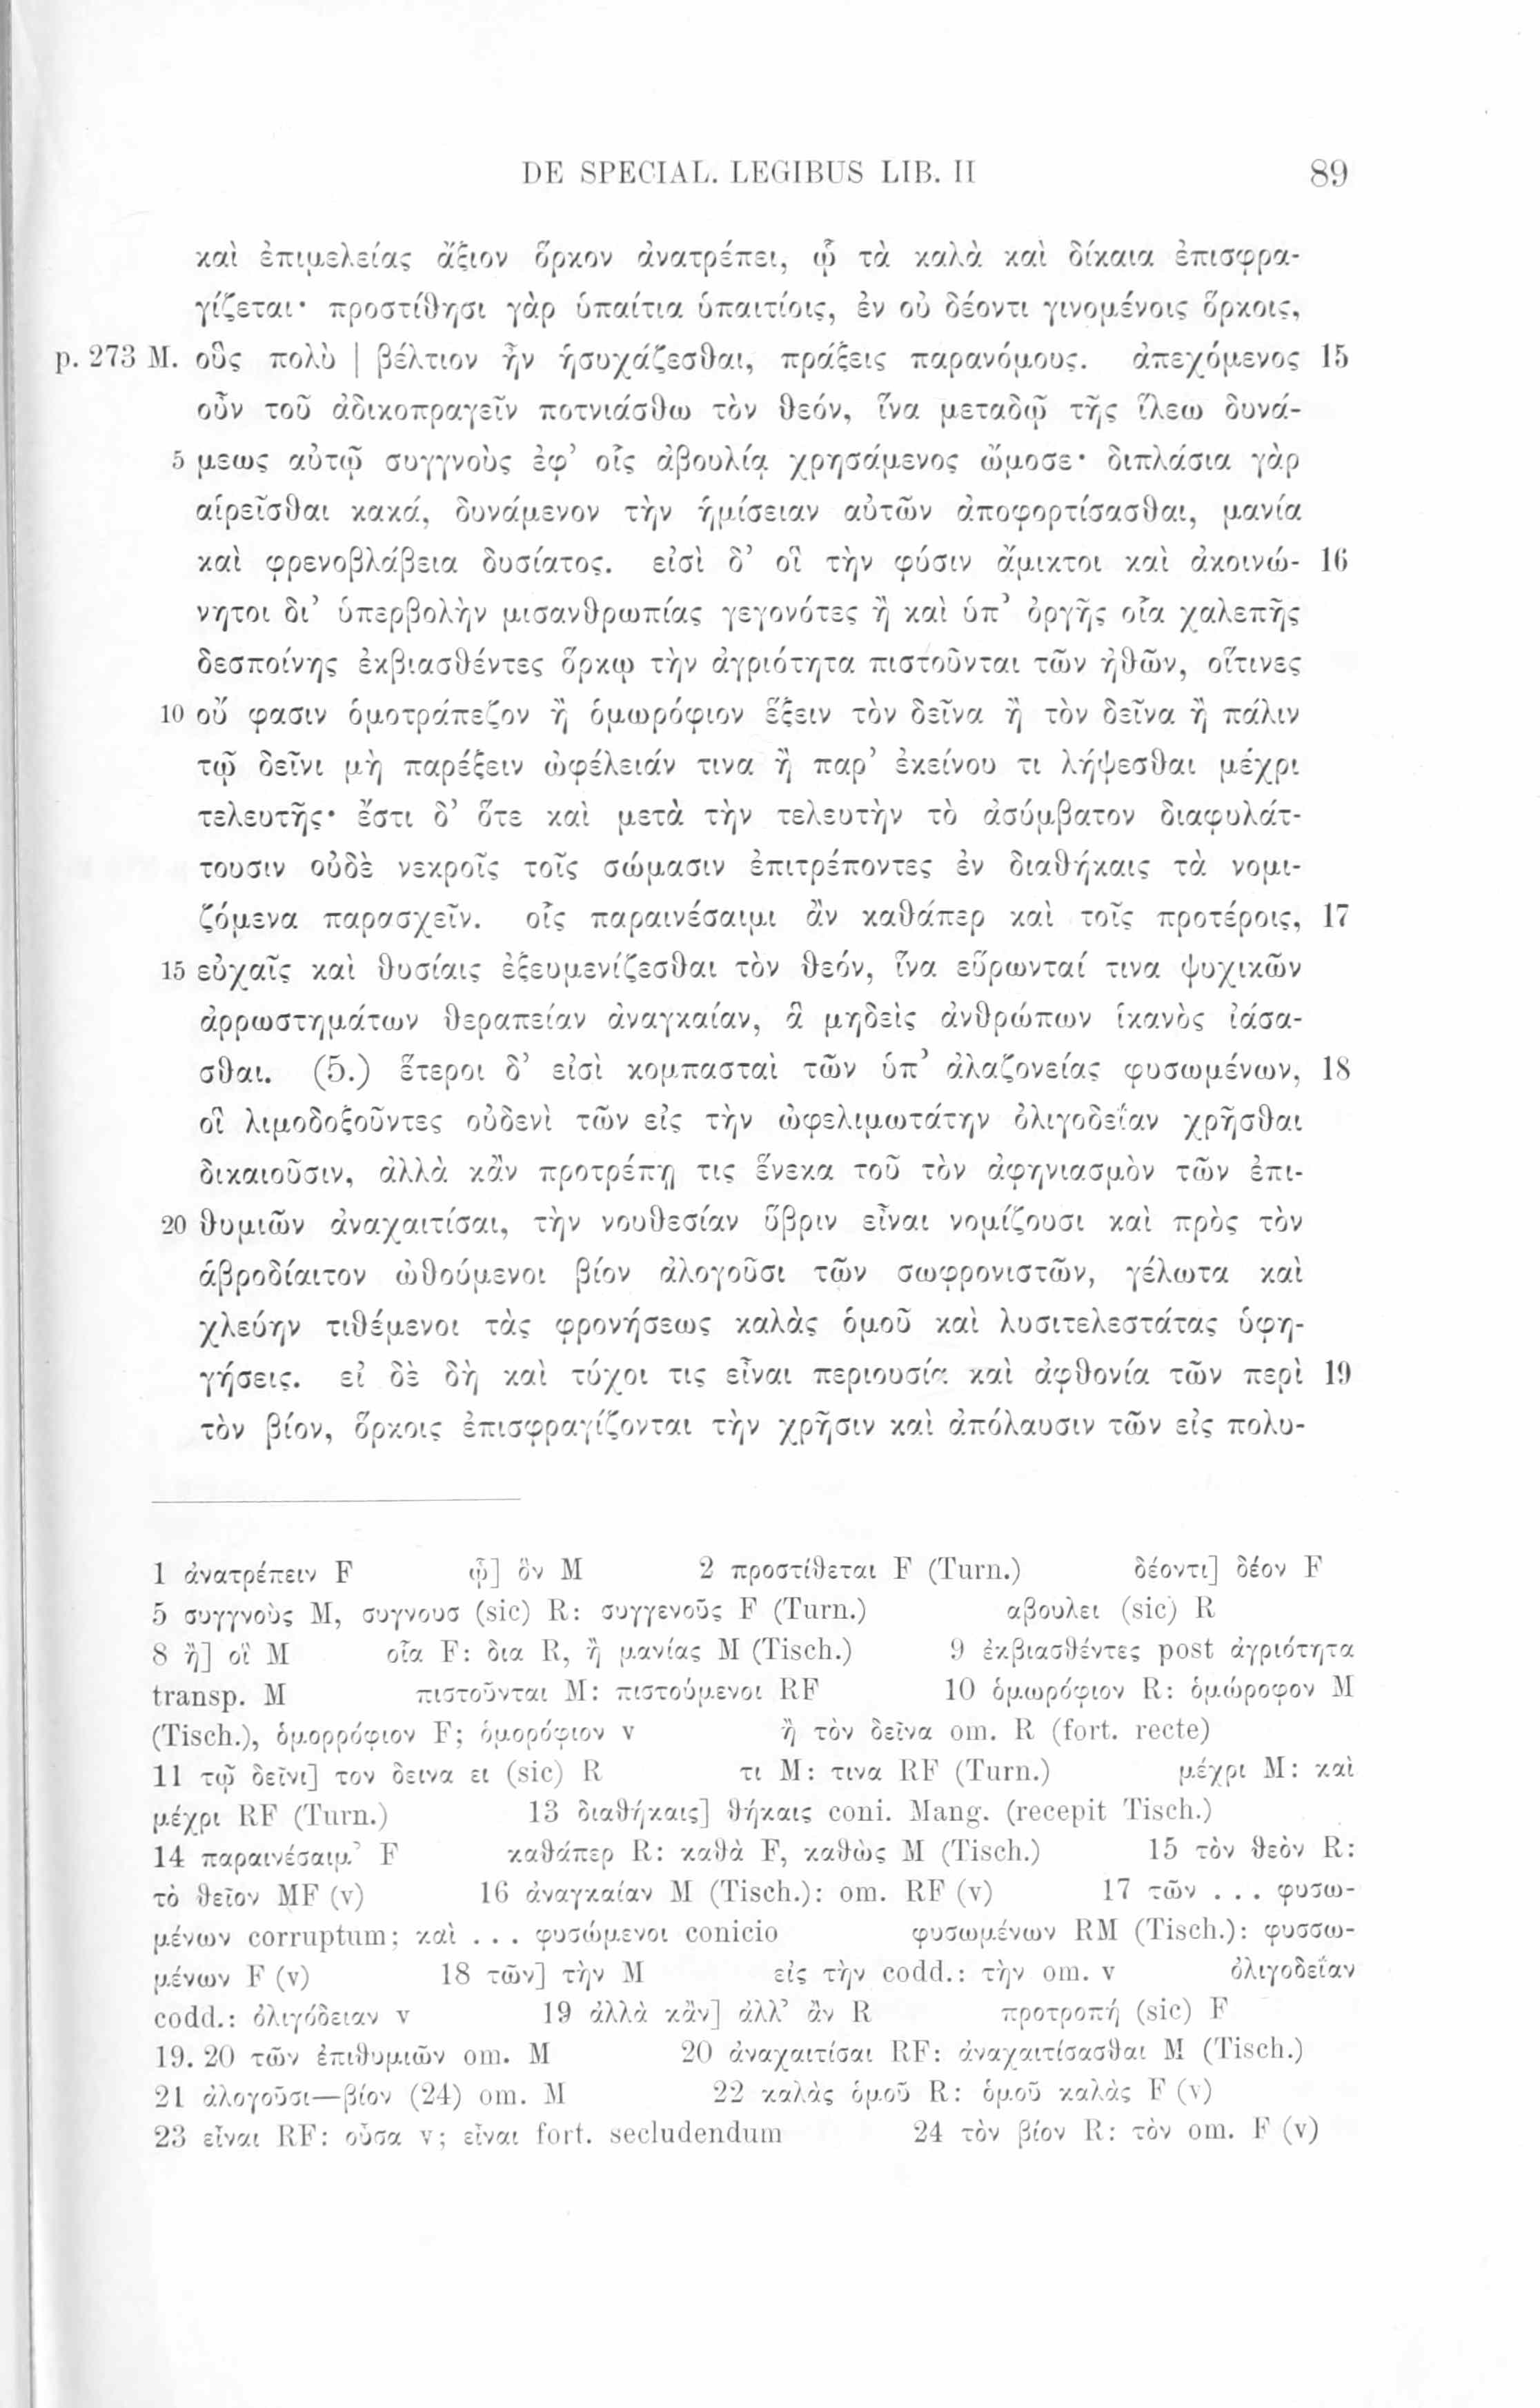 DE SPECIAL. LEGIBUS LIB. II 89
καὶ ἐπιμελείας ἄξιον ὅρκον ἀνατρέπει, ᾧ τὰ καλὰ καὶ δίκαια ἐπισφρα-
γίζεται· προστίθησι γὰρ ὑπαίτια ὑπαιτίοις, ἐν οὐ δέοντι γινομένοις ὅρκοις,
p. 273 M. οὓς πολὺ | βέλτιον ἦν ἡσυχάζεσθαι, πράξεις παρανόμους. ἀπεχόμενος 15
οὖν τοῦ ἀδικοπραγεῖν ποτνιάσθω τὸν θεόν, ἵνα μεταδῷ τῆς ἵλεω δυνά-
5 μεως αὐτῷ συγγνοὺς ἐφ’ οἷς ἀβουλίᾳ χρησάμενος ὤμοσε· διπλάσια γὰρ
αἱρεῖσθαι κακά, δυνάμενον τὴν ἡμίσειαν αὐτῶν ἀποφορτίσασθαι, μανία
καὶ φρενοβλάβεια δυσίατος. εἰσὶ δ’ οἳ τὴν φύσιν ἄμικτοι καὶ ἀκοινώ- 16
νητοι δι’ ὑπερβολὴν μισανθρωπίας γεγονότες ἢ καὶ ὑπ’ ὀργῆς οἷα χαλεπῆς
δεσποίνης ἐκβιασθέντες ὅρκῳ τὴν ἀγριότητα πιστοῦνται τῶν ἠθῶν, οἵτινες
10 οὔ φασιν ὁμοτράπεζον ἢ ὁμωρόφιον ἕξειν τὸν δεῖνα ἢ τὸν δεῖνα ἢ πάλιν
τῷ δεῖνι μὴ παρέξειν ὠφέλειάν τινα ἢ παρ’ ἐκείνου τι λήψεσθαι μέχρι
τελευτῆς· ἔστι δ’ ὅτε καὶ μετὰ τὴν τελευτὴν τὸ ἀσύμβατον διαφυλάτ-
τουσιν οὐδὲ νεκροῖς τοῖς σώμασιν ἐπιτρέποντες ἐν διαθήκαις τὰ νομι-
ζόμενα παρασχεῖν. οἷς παραινέσαιμι ἂν καθάπερ καὶ τοῖς προτέροις, 17
15 εὐχαῖς καὶ θυσίαις ἐξευμενίζεσθαι τὸν θεόν, ἵνα εὕρωνταί τινα ψυχικῶν
ἀρρωστημάτων θεραπείαν ἀναγκαίαν, ἃ μηδεὶς ἀνθρώπων ἱκανὸς ἰάσα-
σθαι. (5.) ἕτεροι δ’ εἰσὶ κομπασταὶ τῶν ὑπ’ ἀλαζονείας φυσωμένων, 18
οἳ λιμοδοξοῦντες οὐδενὶ τῶν εἰς τὴν ὠφελιμωτάτην ὀλιγοδεΐαν χρῆσθαι
δικαιοῦσιν, ἀλλὰ κἂν προτρέπῃ τις ἕνεκα τοῦ τὸν ἀφηνιασμὸν τῶν ἐπι-
20 θυμιῶν ἀναχαιτίσαι, τὴν νουθεσίαν ὕβριν εἶναι νομίζουσι καὶ πρὸς τὸν
ἁβροδίαιτον ὠθούμενοι βίον ἀλογοῦσι τῶν σωφρονιστῶν, γέλωτα καὶ
χλεύην τιθέμενοι τὰς φρονήσεως καλὰς ὁμοῦ καὶ λυσιτελεστάτας ὑφη-
γήσεις. εἰ δὲ δὴ καὶ τύχοι τις εἶναι περιουσία καὶ ἀφθονία τῶν περὶ 19
τὸν βίον, ὅρκοις ἐπισφραγίζονται τὴν χρῆσιν καὶ ἀπόλαυσιν τῶν εἰς πολυ-
1 ἀνατρέπειν F ᾧ] ὃν M 2 προστίθεται F (Turn.) δέοντι] δέον F
5 συγγνοὺς M, συγνουσ (sic) R: συγγενοῦς F (Turn.) αβουλει (sic) R
8 ἢ] οἳ M οἷα F: δια R, ἢ μανίας M (Tisch.) 9 ἐκβιασθέντες post ἀγριότητα
transp. M πιστοῦνται M: πιστούμενοι RF 10 ὁμωρόφιον R: ὁμώροφον M
(Tisch.), ὁμορρόφιον F; ὁμορόφιον v ἢ τὸν δεῖνα om. R (fort. recte)
11 τῷ δεῖνι] τον δεινα ει (sic) R τι M: τινα RF (Turn.) μέχρι M: καὶ
μέχρι RF (Turn.) 13 διαθήκαις] θήκαις coni. Mang. (recepit Tisch.)
14 παραινέσαιμ’ F καθάπερ R: καθὰ F, καθὼς M (Tisch.) 15 τὸν θεὸν R:
τὸ θεῖον MF (v) 16 ἀναγκαίαν M (Tisch.): om. RF (v) 17 τῶν . . . φυσω-
μένων corruptum; καὶ . . . φυσώμενοι conicio φυσωμένων RM (Tisch.): φυσσω-
μένων F (v) 18 τῶν] τὴν M εἰς τὴν codd.: τὴν om. v ὀλιγοδεΐαν
codd.: ὀλιγόδειαν v 19 ἀλλὰ κἂν] ἀλλ’ ἂν R προτροπή (sic) F
19. 20 τῶν ἐπιθυμιῶν om. M 20 ἀναχαιτίσαι RF: ἀναχαιτίσασθαι M (Tisch.)
21 ἀλογοῦσι—βίον (24) om. M 22 καλὰς ὁμοῦ R: ὁμοῦ καλὰς F (v)
23 εἶναι RF: οὖσα v; εἶναι fort. secludendum 24 τὸν βίον R: τὸν om. F (v)